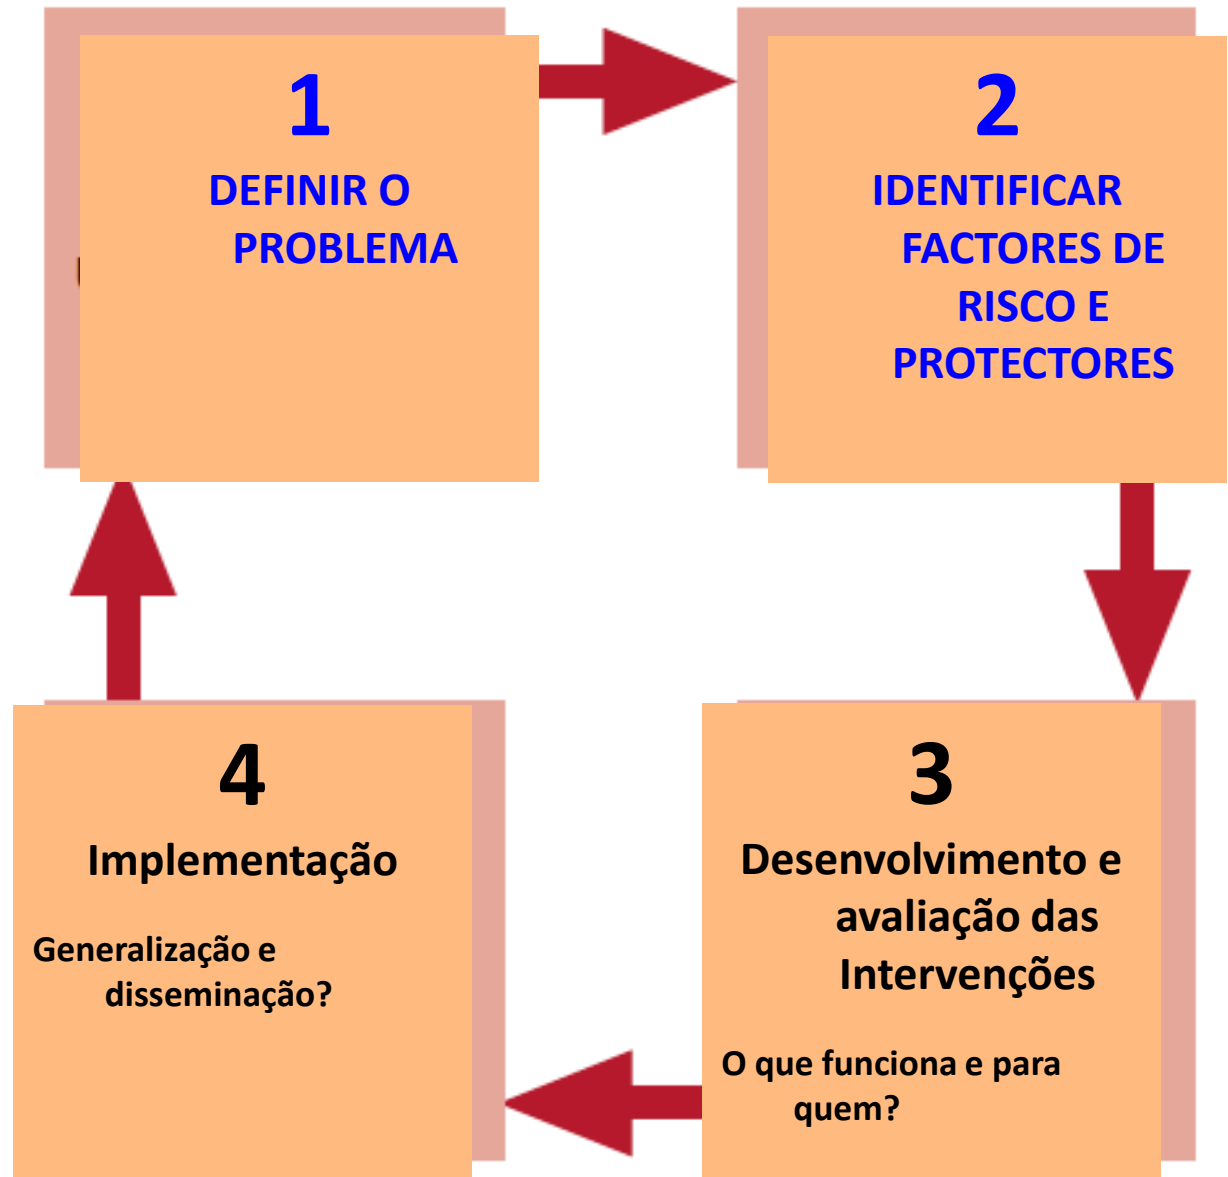 1
DEFINIR O
PROBLEMA
2
IDENTIFICAR
FACTORES DE
RISCO E
PROTECTORES
3
Desenvolvimento e
avaliação das
Intervenções
O que funciona e para
quem?
4
Implementação
Generalização e
disseminação?